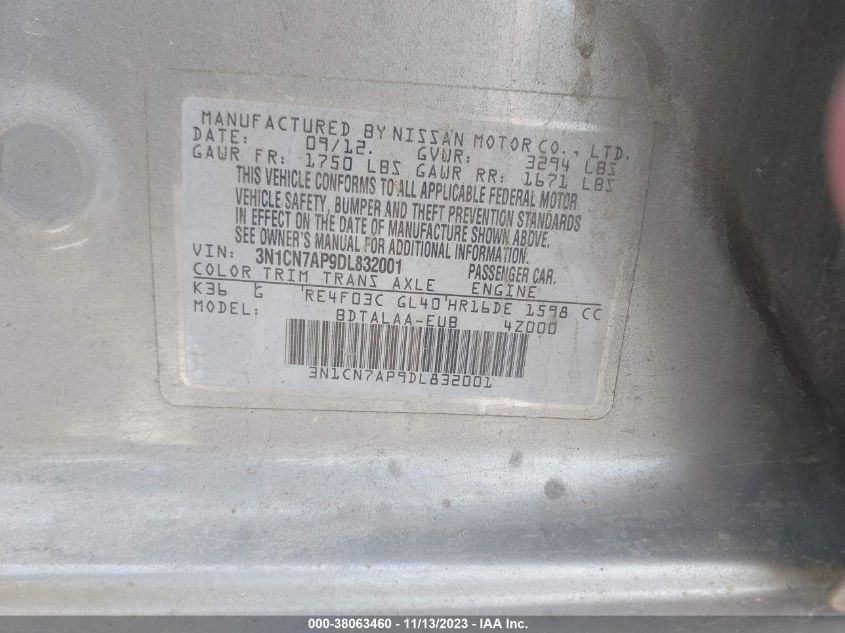 MANUFACTURED BY NISSAN MOTOR CO., LTD.
DATE: 09/12. GVWR: 3294 LBS
GAWR FR: 1750 LBS GAWR RR: 1671 LBS
THIS VEHICLE CONFORMS TO ALL APPLICABLE FEDERAL MOTOR
VEHICLE SAFETY, BUMPER AND THEFT PREVENTION STANDARDS
IN EFFECT ON THE DATE OF MANUFACTURE SHOWN ABOVE.
SEE OWNER'S MANUAL FOR ADDITIONAL INFORMATION.
VIN: 3N1CN7AP9DL832001 PASSENGER CAR.
COLOR TRIM TRANS AXLE ENGINE
K36 G RE4F03C GL40 HR16DE 1598 CC
MODEL: BDTALAA-EUB 4Z000
3N1CN7AP9DL832001
000-38063460 - 11/13/2023 - IAA Inc.